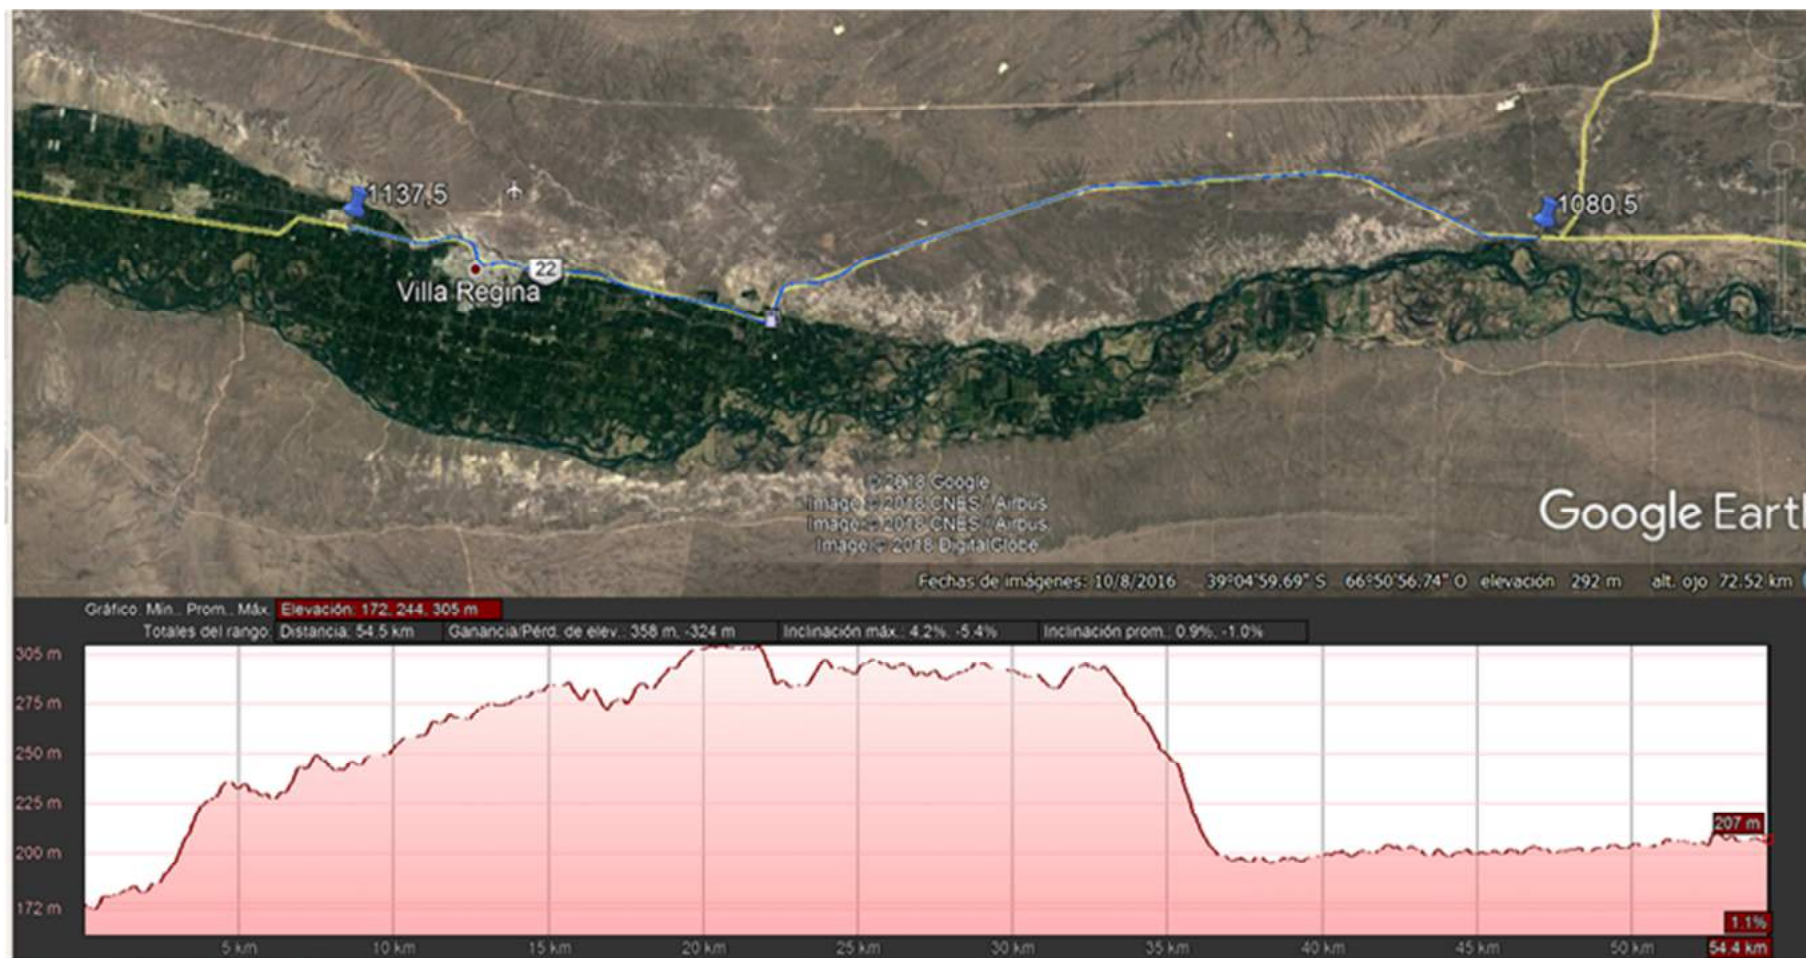 1137,5
1080,5
22
Villa Regina
© 2018 Google
Image © 2018 CNES / Airbus
Image © 2018 CNES / Airbus
Image © 2018 DigitalGlobe
Google Earth
Fechas de imágenes: 10/8/2016 39°04'59.69" S 66°50'56.74" O elevación 292 m alt. ojo 72.52 km
Gráfico: Mín., Prom., Máx. Elevación: 172, 244, 305 m
Totales del rango: Distancia: 54.5 km Ganancia/Pérd. de elev.: 358 m, -324 m Inclinación máx.: 4.2%, -5.4% Inclinación prom.: 0.9%, -1.0%
305 m
275 m
250 m
225 m
207 m
200 m
172 m
1.1%
5 km 10 km 15 km 20 km 25 km 30 km 35 km 40 km 45 km 50 km 54.4 km